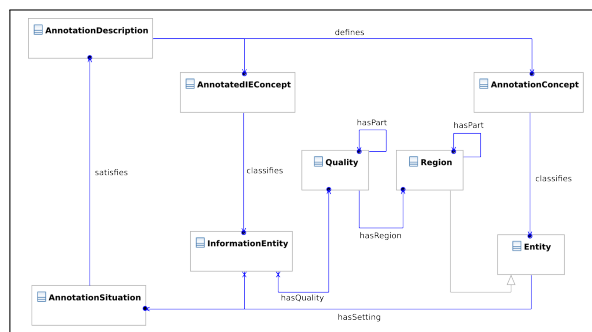 AnnotationDescription
defines
AnnotatedIEConcept
AnnotationConcept
hasPart
hasPart
Quality
Region
satisfies
classifies
classifies
hasRegion
InformationEntity
Entity
AnnotationSituation
hasQuality
hasSetting